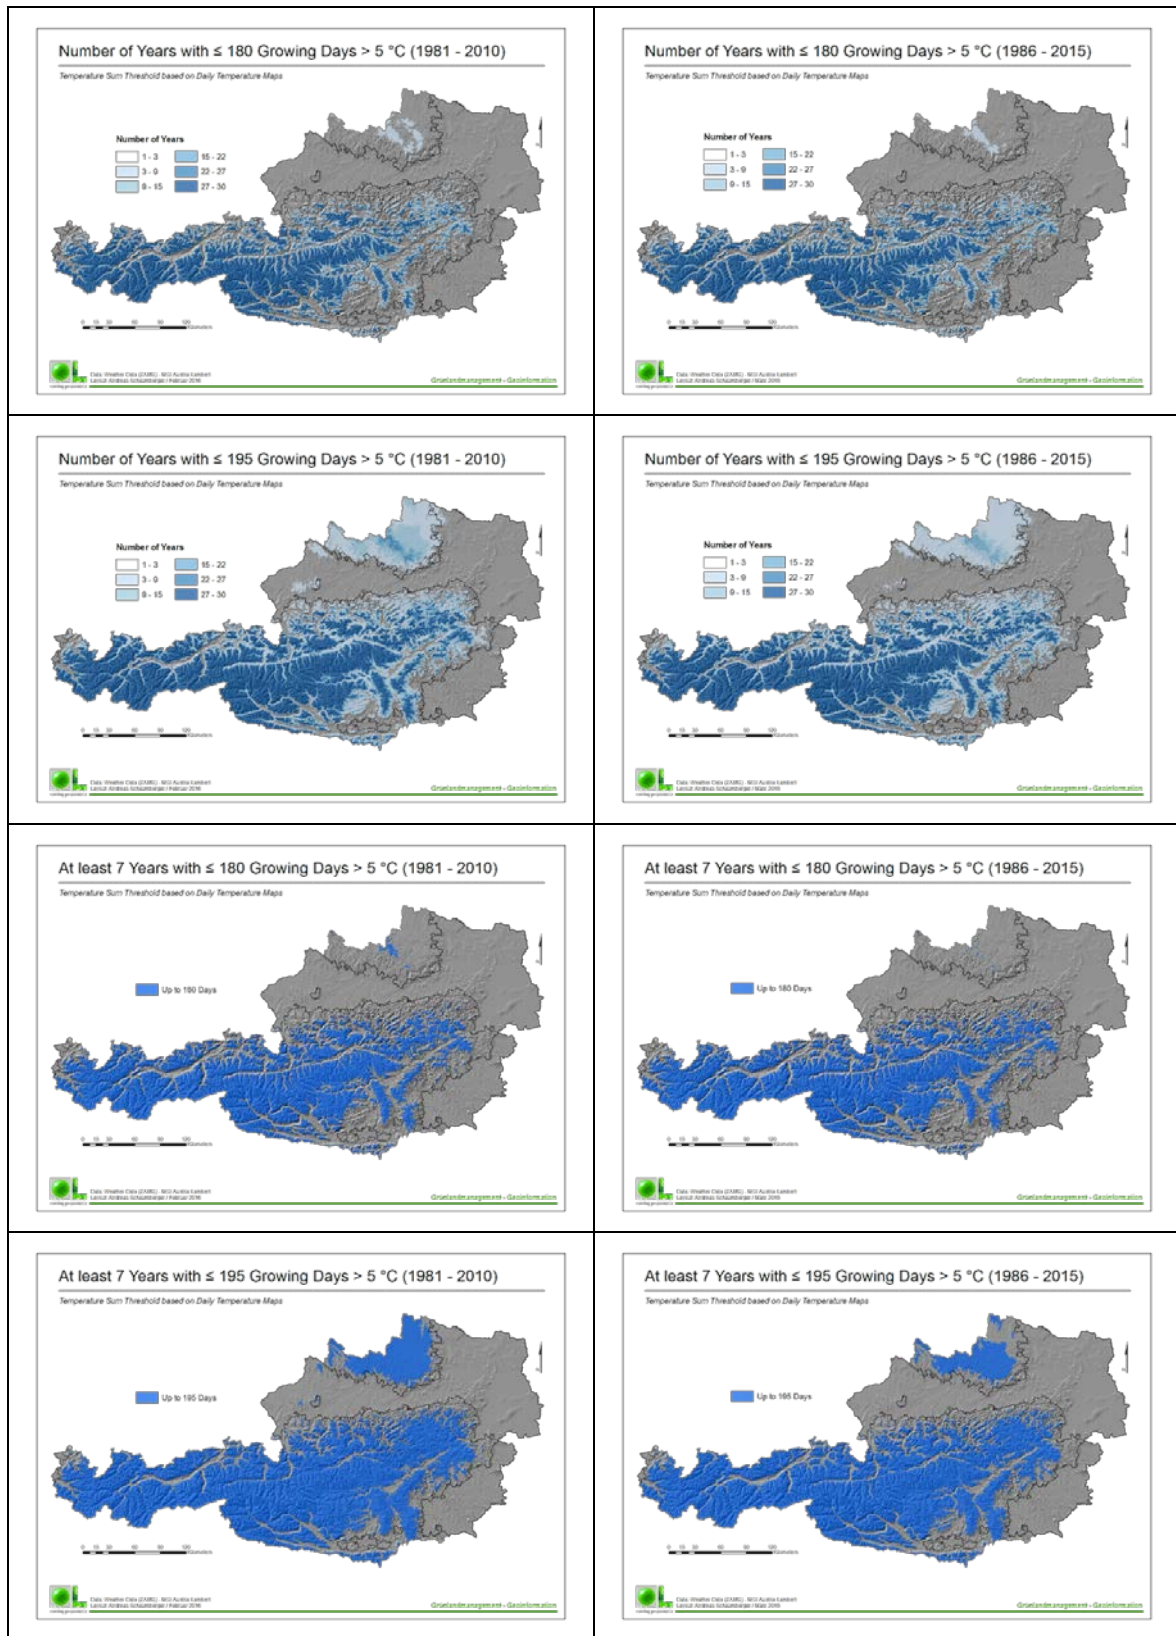 Number of Years with ≤ 180 Growing Days > 5 °C (1981 - 2010)
Temperature Sum Threshold based on Daily Temperature Maps
Number of Years
1 - 3 15 - 22
3 - 9 22 - 27
9 - 15 27 - 30
Gruenlandmanagement - Geoinformation
Number of Years with ≤ 180 Growing Days > 5 °C (1986 - 2015)
Temperature Sum Threshold based on Daily Temperature Maps
Number of Years
1 - 3 15 - 22
3 - 9 22 - 27
9 - 15 27 - 30
Gruenlandmanagement - Geoinformation
Number of Years with ≤ 195 Growing Days > 5 °C (1981 - 2010)
Temperature Sum Threshold based on Daily Temperature Maps
Number of Years
1 - 3 15 - 22
3 - 9 22 - 27
9 - 15 27 - 30
Gruenlandmanagement - Geoinformation
Number of Years with ≤ 195 Growing Days > 5 °C (1986 - 2015)
Temperature Sum Threshold based on Daily Temperature Maps
Number of Years
1 - 3 15 - 22
3 - 9 22 - 27
9 - 15 27 - 30
Gruenlandmanagement - Geoinformation
At least 7 Years with ≤ 180 Growing Days > 5 °C (1981 - 2010)
Temperature Sum Threshold based on Daily Temperature Maps
Up to 180 Days
Gruenlandmanagement - Geoinformation
At least 7 Years with ≤ 180 Growing Days > 5 °C (1986 - 2015)
Temperature Sum Threshold based on Daily Temperature Maps
Up to 180 Days
Gruenlandmanagement - Geoinformation
At least 7 Years with ≤ 195 Growing Days > 5 °C (1981 - 2010)
Temperature Sum Threshold based on Daily Temperature Maps
Up to 195 Days
Gruenlandmanagement - Geoinformation
At least 7 Years with ≤ 195 Growing Days > 5 °C (1986 - 2015)
Temperature Sum Threshold based on Daily Temperature Maps
Up to 195 Days
Gruenlandmanagement - Geoinformation